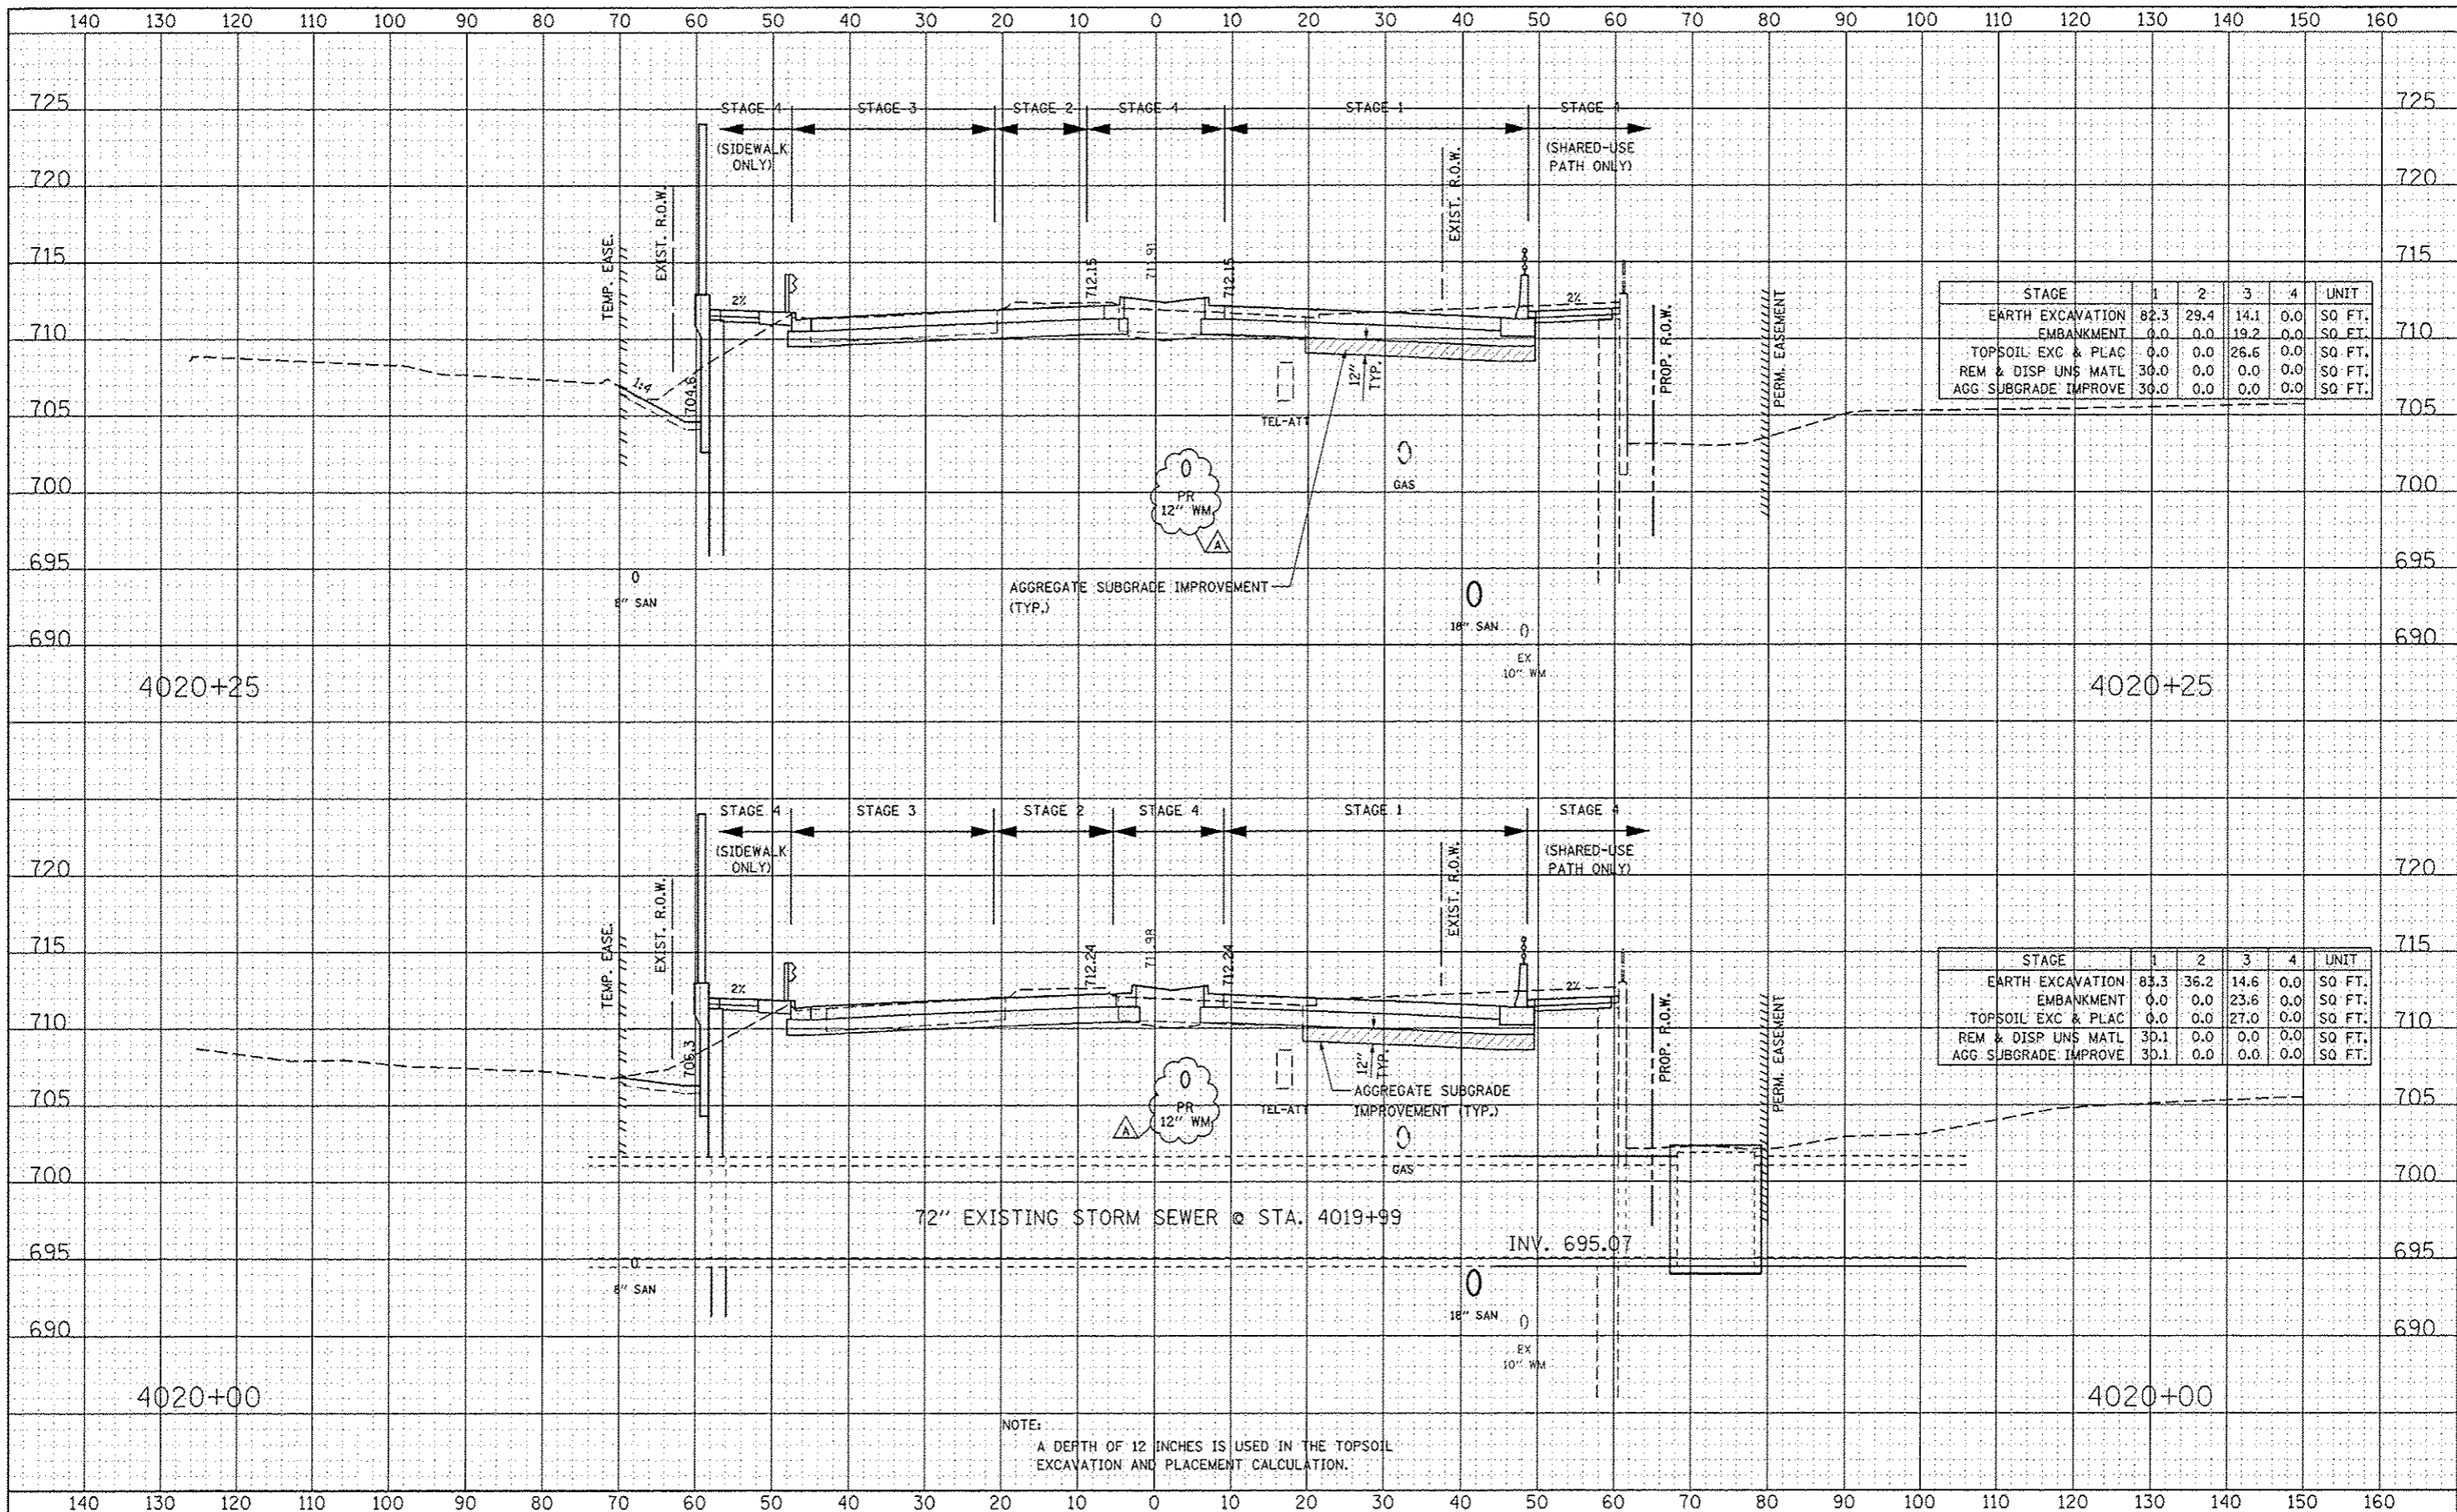 140 130 120 110 100 90 80 70 60 50 40 30 20 10 0 10 20 30 40 50 60 70 80 90 100 110 120 130 140 150 160
725 725
720 720
715 715
710 710
705 705
700 700
695 695
690 690
STAGE 4 STAGE 3 STAGE 2 STAGE 4 STAGE 1 STAGE 4
(SIDEWALK
ONLY)
(SHARED-USE
PATH ONLY)
TEMP. EASE.
EXIST. R.O.W.
EXIST. R.O.W.
PROP. R.O.W.
PERM. EASEMENT
2%
712.15
711.91
712.15
2%
1:4
704.6
12"
TYP.
TEL-ATT
GAS
0
PR
12" WM
A
AGGREGATE SUBGRADE IMPROVEMENT
(TYP.)
8" SAN
18" SAN
EX
10" WM
STAGE 1 2 3 4 UNIT
EARTH EXCAVATION 82.3 29.4 14.1 0.0 SQ FT.
EMBANKMENT 0.0 0.0 19.2 0.0 SQ FT.
TOPSOIL EXC & PLAC 0.0 0.0 26.6 0.0 SQ FT.
REM & DISP UNS MATL 30.0 0.0 0.0 0.0 SQ FT.
AGG SUBGRADE IMPROVE 30.0 0.0 0.0 0.0 SQ FT.
4020+25 4020+25
STAGE 4 STAGE 3 STAGE 2 STAGE 4 STAGE 1 STAGE 4
(SIDEWALK
ONLY)
(SHARED-USE
PATH ONLY)
720 720
715 715
710 710
705 705
700 700
695 695
690 690
TEMP. EASE.
EXIST. R.O.W.
EXIST. R.O.W.
PROP. R.O.W.
PERM. EASEMENT
2%
712.24
711.98
712.24
2%
706.3
12"
TYP.
TEL-ATT
GAS
0
PR
12" WM
A
AGGREGATE SUBGRADE
IMPROVEMENT (TYP.)
72" EXISTING STORM SEWER @ STA. 4019+99
INV. 695.07
8" SAN
18" SAN
EX
10" WM
STAGE 1 2 3 4 UNIT
EARTH EXCAVATION 83.3 36.2 14.6 0.0 SQ FT.
EMBANKMENT 0.0 0.0 23.6 0.0 SQ FT.
TOPSOIL EXC & PLAC 0.0 0.0 27.0 0.0 SQ FT.
REM & DISP UNS MATL 30.1 0.0 0.0 0.0 SQ FT.
AGG SUBGRADE IMPROVE 30.1 0.0 0.0 0.0 SQ FT.
4020+00 4020+00
NOTE:
A DEPTH OF 12 INCHES IS USED IN THE TOPSOIL
EXCAVATION AND PLACEMENT CALCULATION.
140 130 120 110 100 90 80 70 60 50 40 30 20 10 0 10 20 30 40 50 60 70 80 90 100 110 120 130 140 150 160